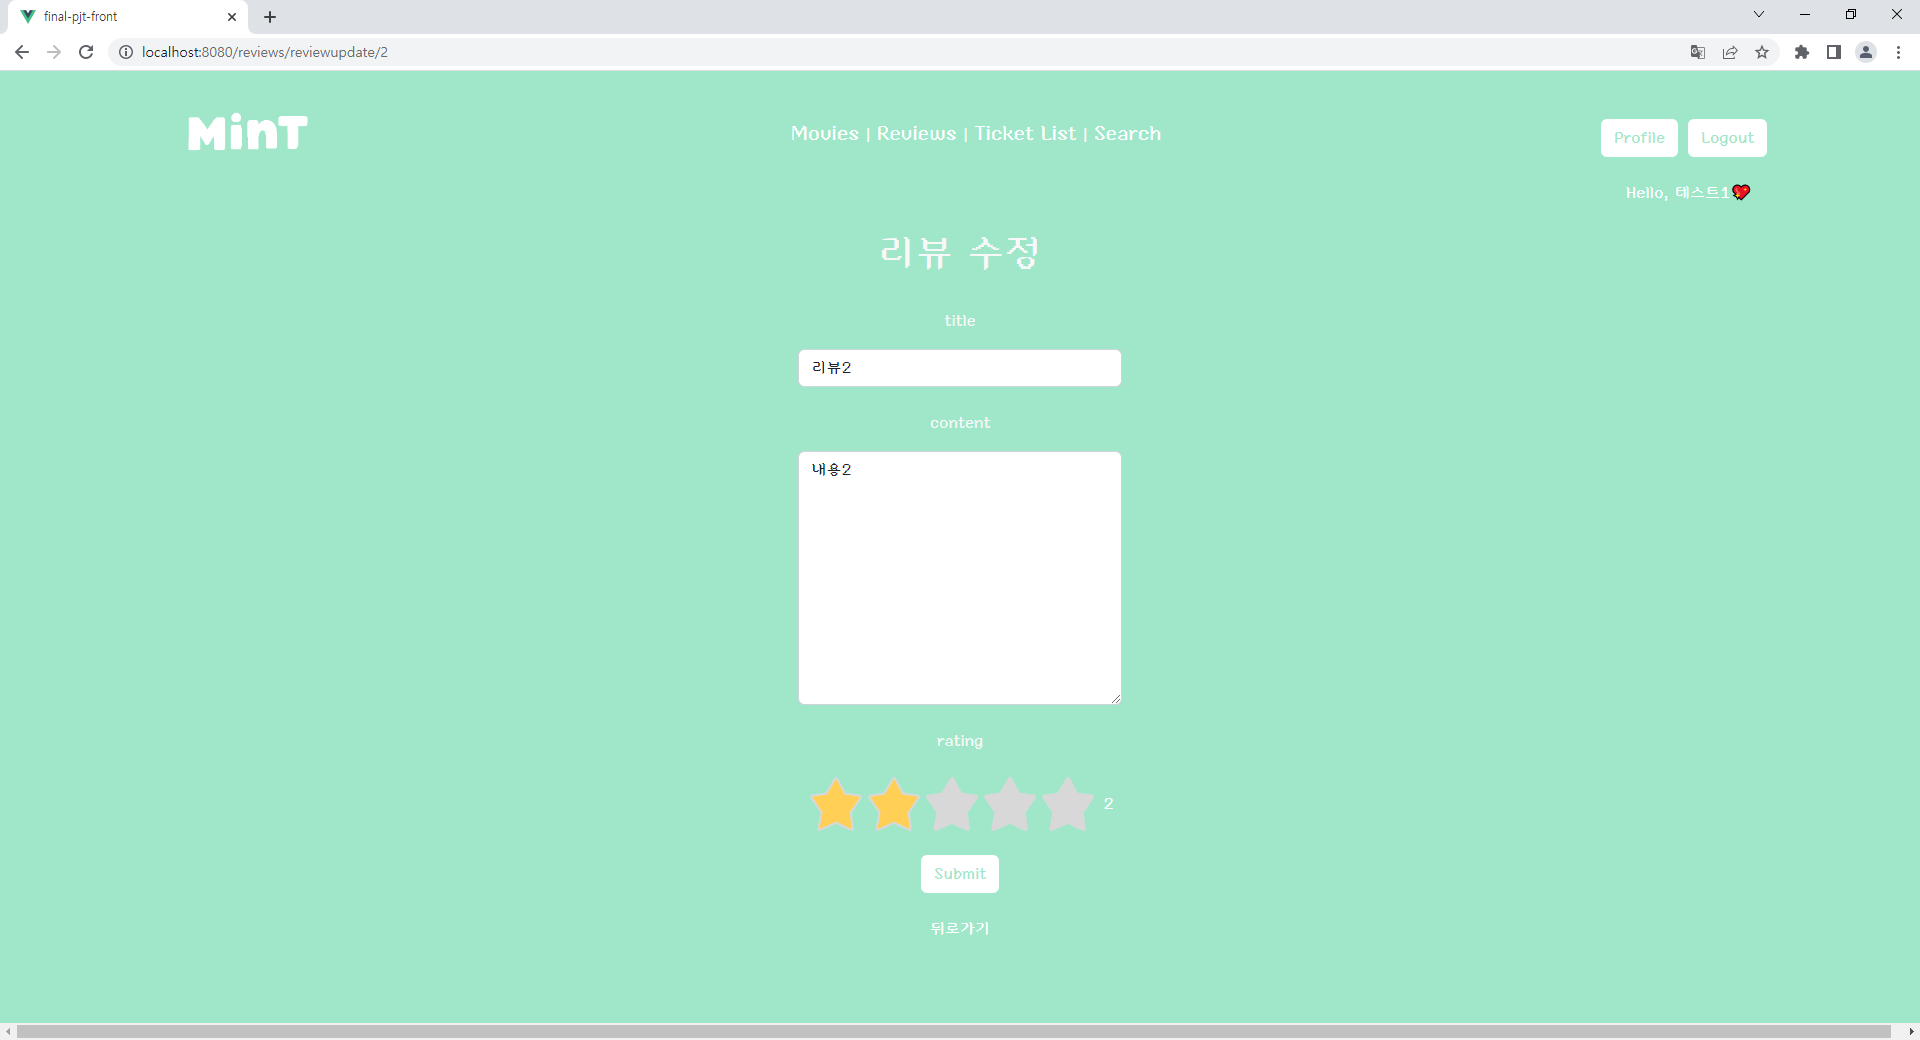 final-pjt-front
localhost:8080/reviews/reviewupdate/2
MinT
Movies | Reviews | Ticket List | Search
Profile
Logout
Hello, 테스트1
리뷰 수정
title
리뷰2
content
내용2
rating
2
Submit
뒤로가기